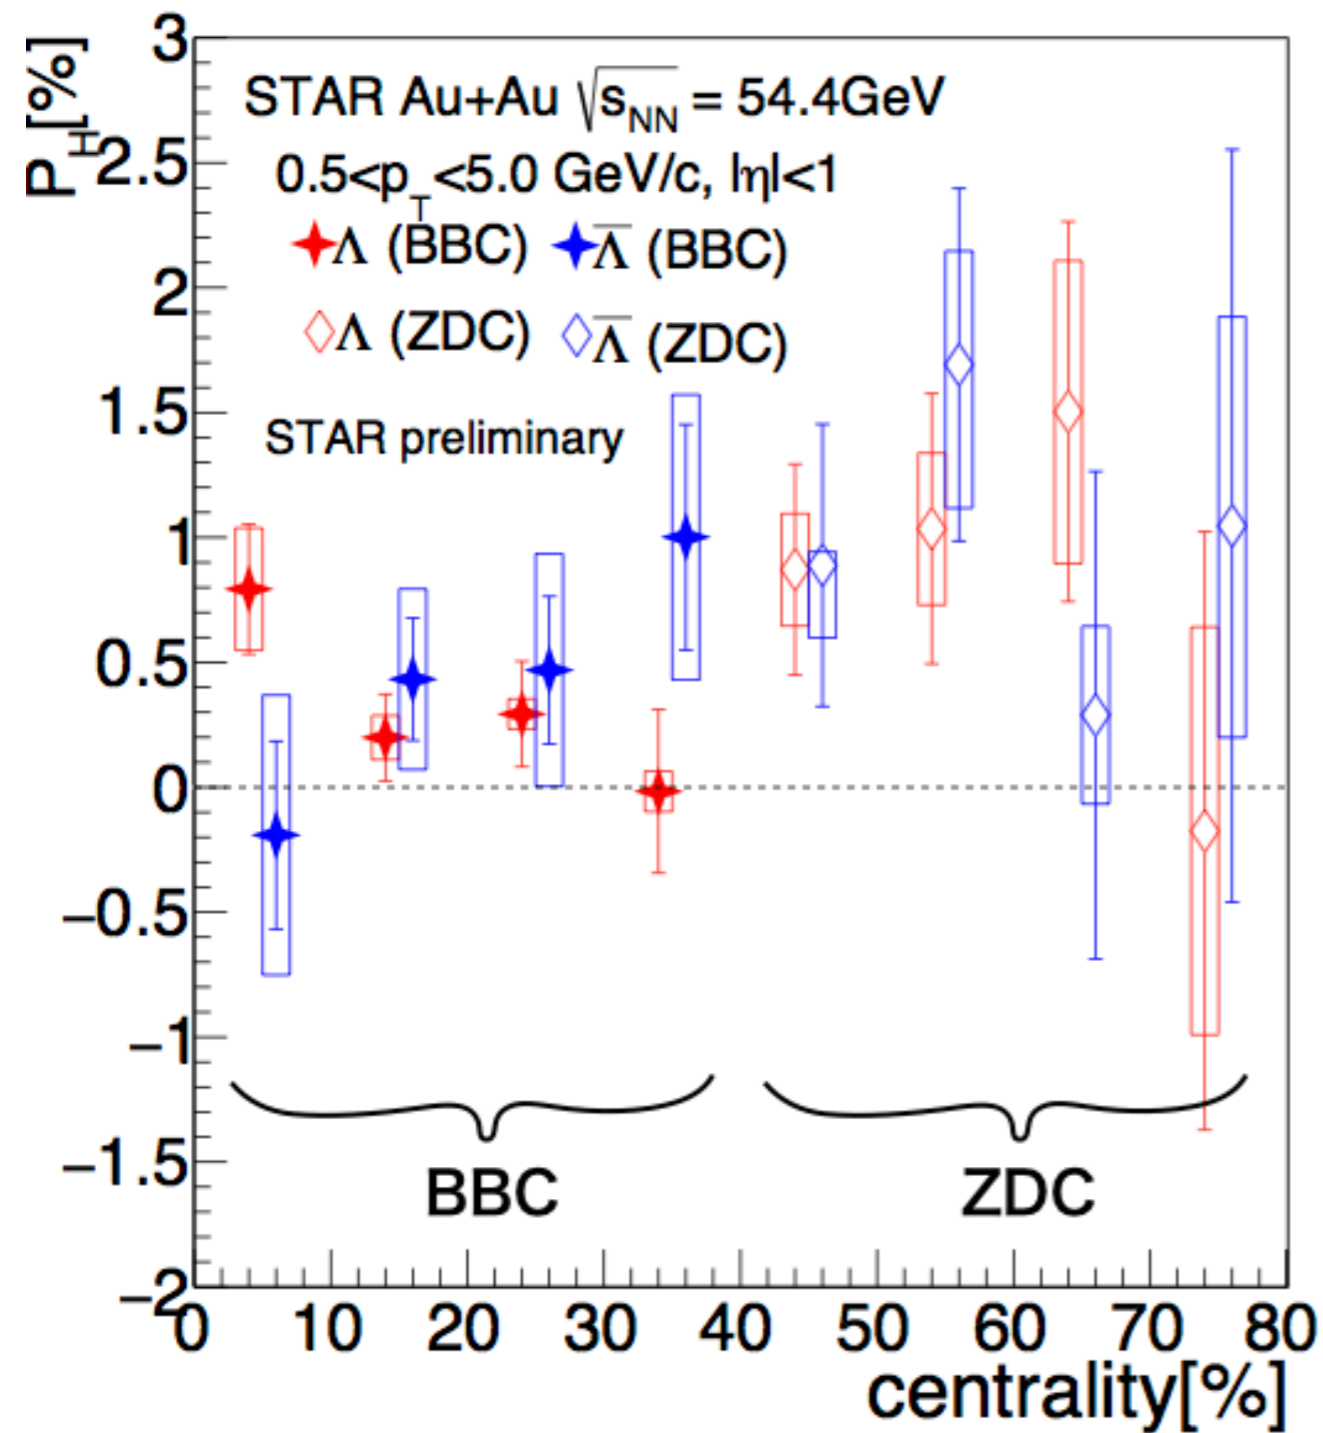 P_H[%]
3
2.5
2
1.5
1
0.5
0
−0.5
−1
−1.5
−2
STAR Au+Au √s_NN = 54.4GeV
0.5<p_T<5.0 GeV/c, |η|<1
Λ (BBC) Λ̅ (BBC)
Λ (ZDC) Λ̅ (ZDC)
STAR preliminary
BBC ZDC
0 10 20 30 40 50 60 70 80
centrality[%]